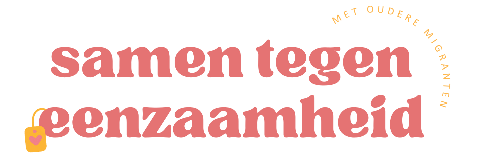 MET OUDERE MIGRANTEN
samen tegen
eenzaamheid